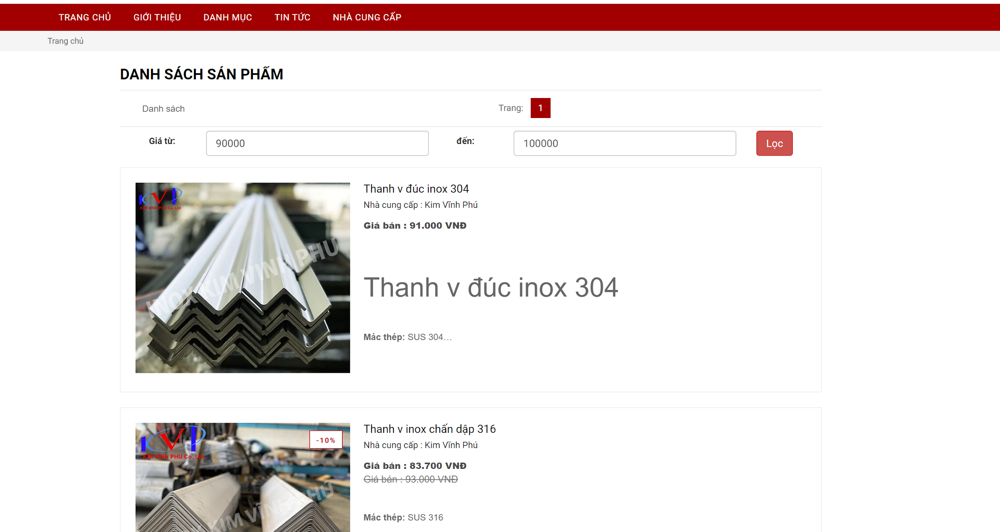 TRANG CHỦ GIỚI THIỆU DANH MỤC TIN TỨC NHÀ CUNG CẤP
Trang chủ
DANH SÁCH SẢN PHẨM
Danh sách Trang: 1
Giá từ: 90000 đến: 100000 Lọc
KIM VINH PHU Co.,Ltd
INOX KIM VINH PHU
Thanh v đúc inox 304
Nhà cung cấp : Kim Vĩnh Phú
Giá bán : 91.000 VNĐ
Thanh v đúc inox 304
Mác thép: SUS 304...
KIM VINH PHU Co.,Ltd
-10%
KIM VĨNH PHÚ
Thanh v inox chấn dập 316
Nhà cung cấp : Kim Vĩnh Phú
Giá bán : 83.700 VNĐ
Giá bán : 93.000 VNĐ
Mác thép: SUS 316